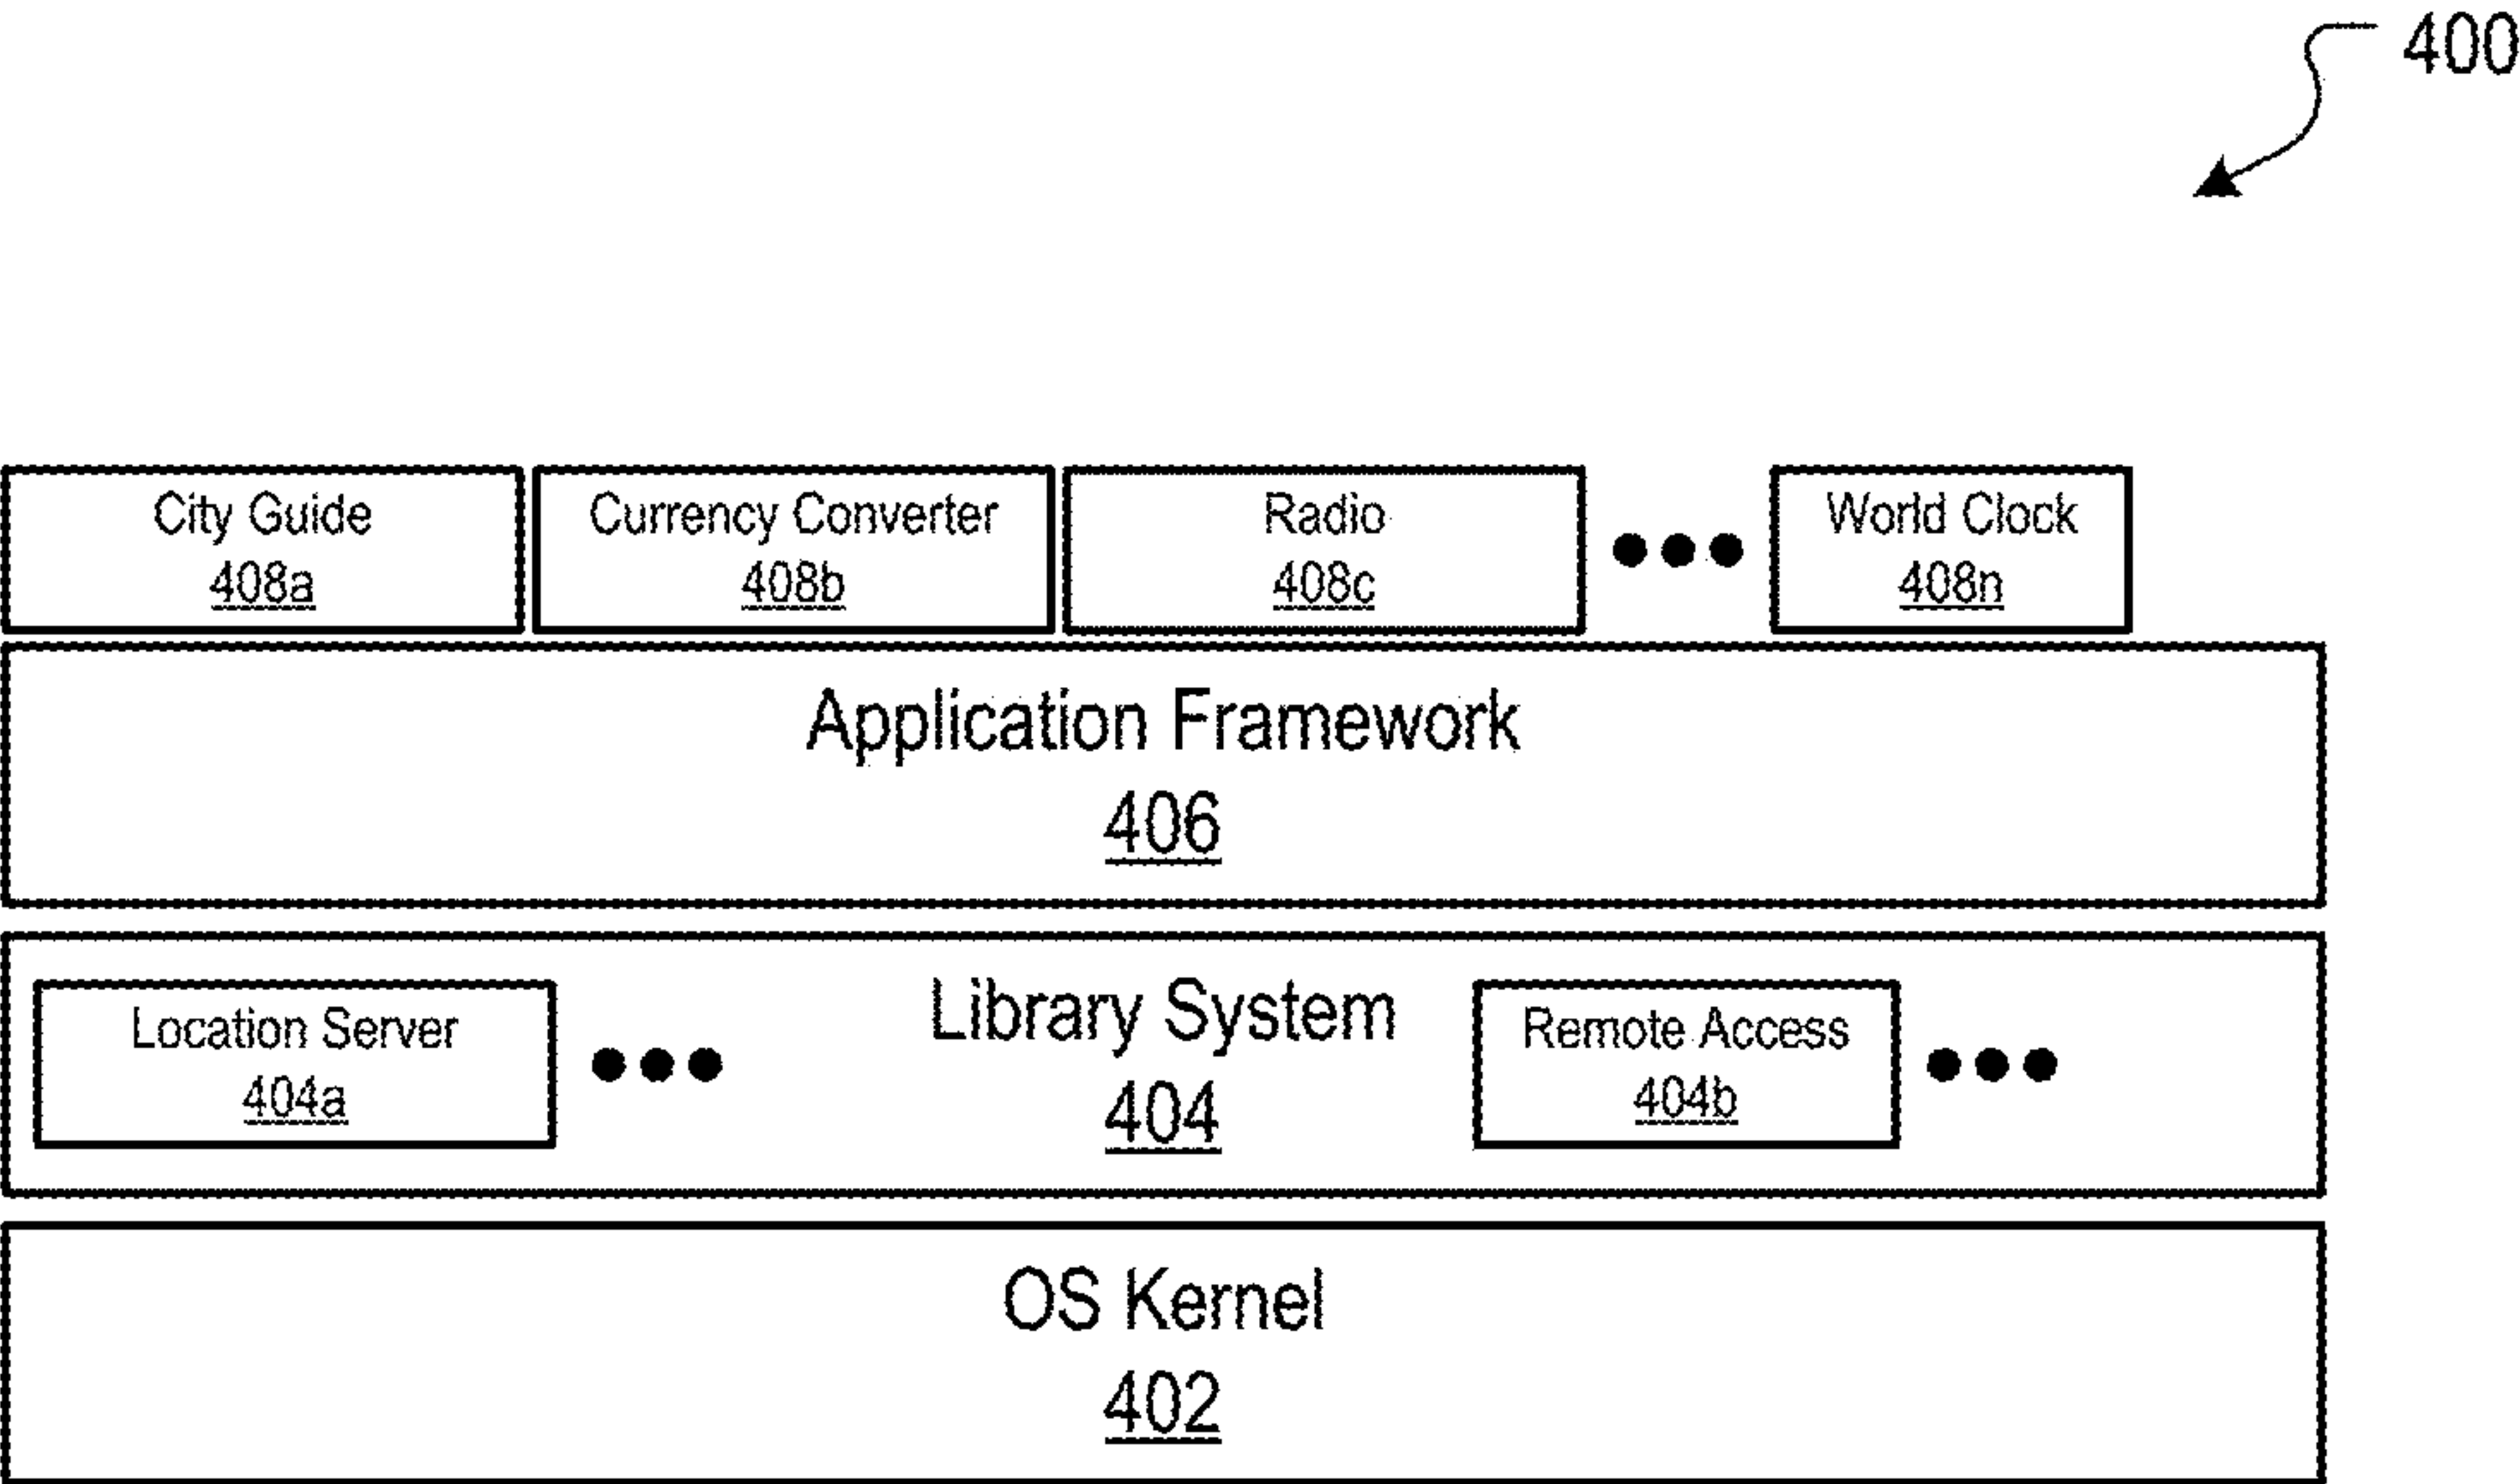 400
City Guide
408a
Currency Converter
408b
Radio
408c
World Clock
408n
Application Framework
406
Location Server
404a
Library System
404
Remote Access
404b
OS Kernel
402